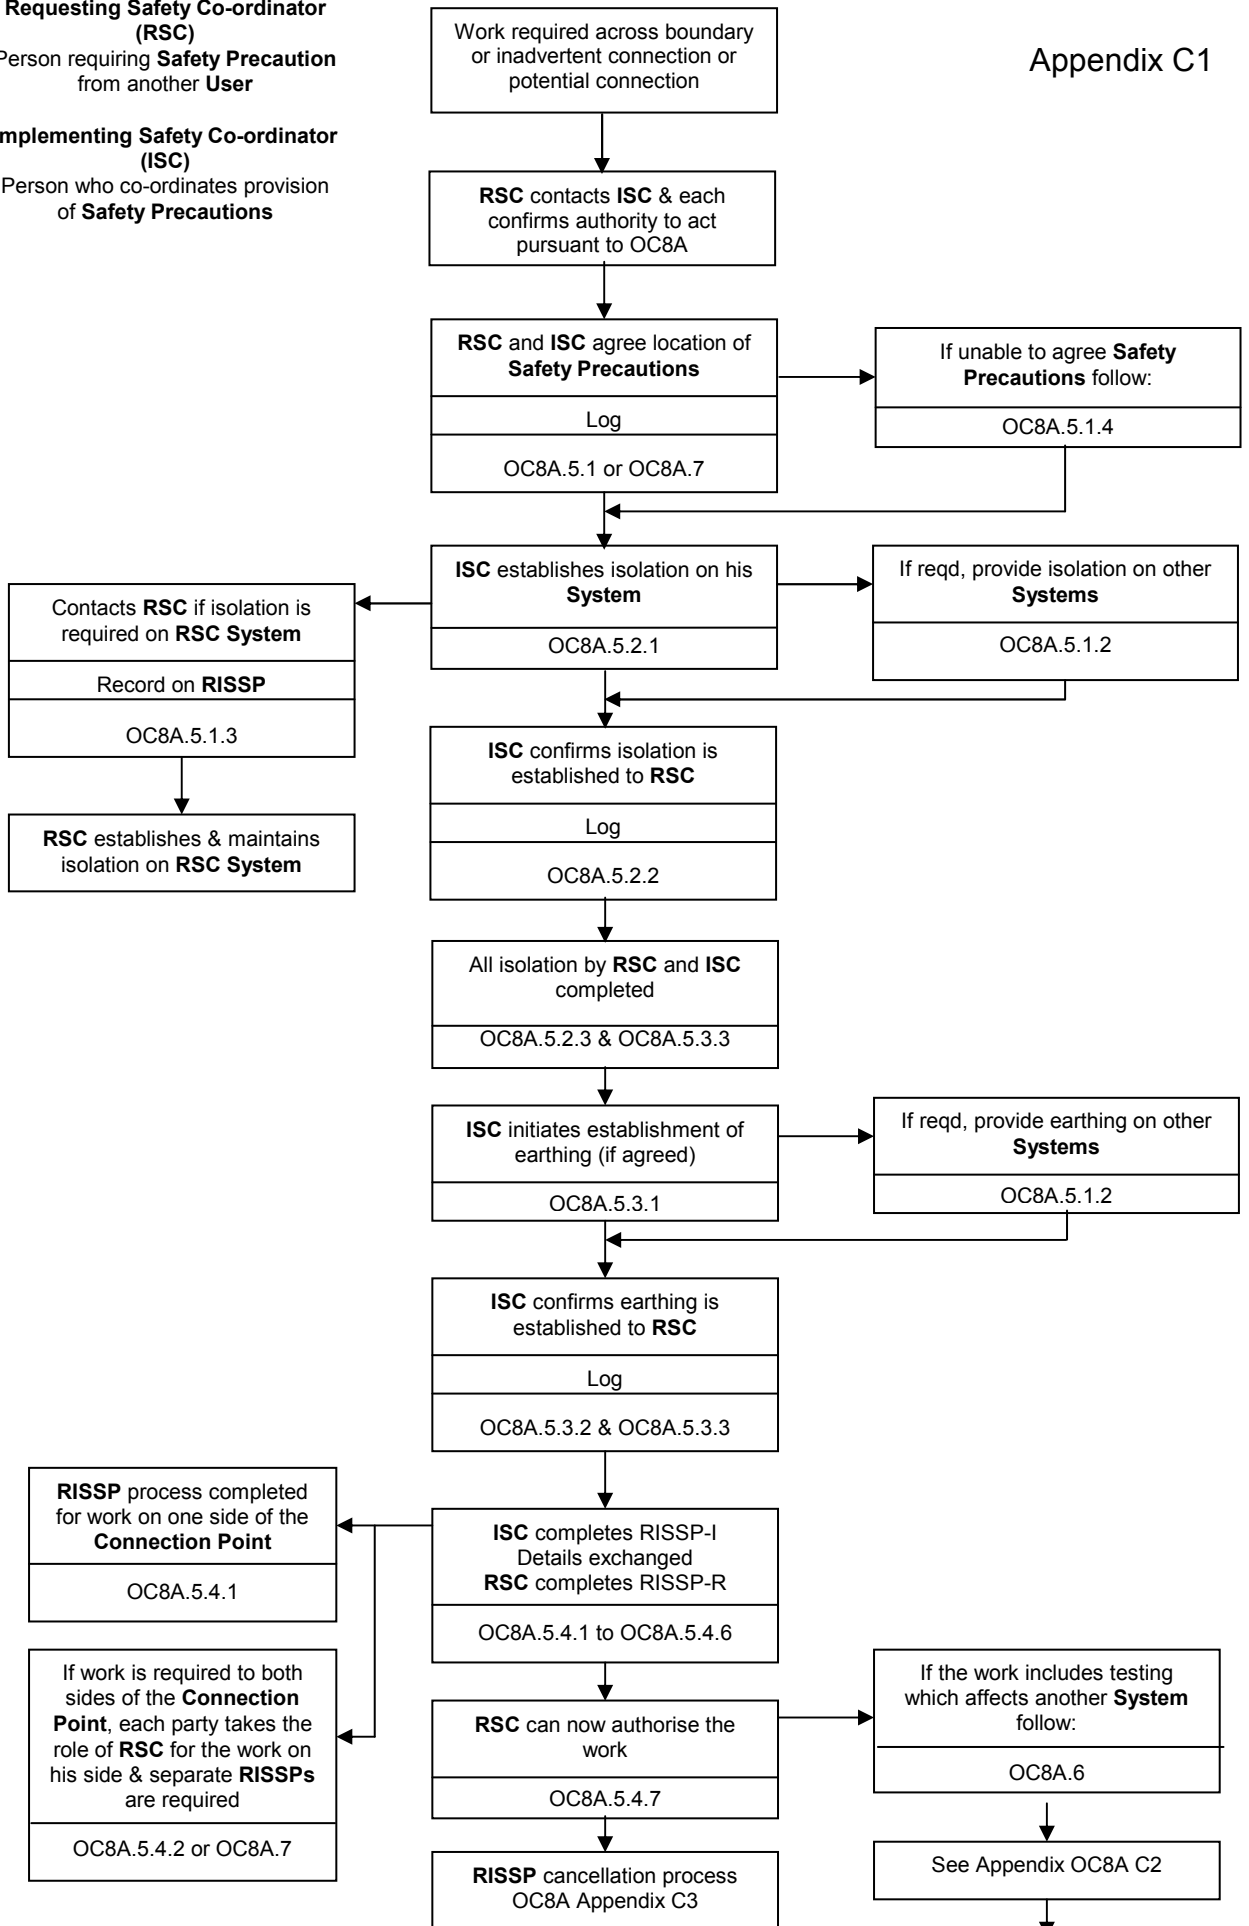 Requesting Safety Co-ordinator
(RSC)
Person requiring Safety Precaution
from another User
Implementing Safety Co-ordinator
(ISC)
Person who co-ordinates provision
of Safety Precautions
Appendix C1
Work required across boundary
or inadvertent connection or
potential connection
RSC contacts ISC & each
confirms authority to act
pursuant to OC8A
RSC and ISC agree location of
Safety Precautions
Log
OC8A.5.1 or OC8A.7
If unable to agree Safety
Precautions follow:
OC8A.5.1.4
ISC establishes isolation on his
System
OC8A.5.2.1
If reqd, provide isolation on other
Systems
OC8A.5.1.2
Contacts RSC if isolation is
required on RSC System
Record on RISSP
OC8A.5.1.3
RSC establishes & maintains
isolation on RSC System
ISC confirms isolation is
established to RSC
Log
OC8A.5.2.2
All isolation by RSC and ISC
completed
OC8A.5.2.3 & OC8A.5.3.3
ISC initiates establishment of
earthing (if agreed)
OC8A.5.3.1
If reqd, provide earthing on other
Systems
OC8A.5.1.2
ISC confirms earthing is
established to RSC
Log
OC8A.5.3.2 & OC8A.5.3.3
RISSP process completed
for work on one side of the
Connection Point
OC8A.5.4.1
ISC completes RISSP-I
Details exchanged
RSC completes RISSP-R
OC8A.5.4.1 to OC8A.5.4.6
If work is required to both
sides of the Connection
Point, each party takes the
role of RSC for the work on
his side & separate RISSPs
are required
OC8A.5.4.2 or OC8A.7
RSC can now authorise the
work
OC8A.5.4.7
If the work includes testing
which affects another System
follow:
OC8A.6
See Appendix OC8A C2
RISSP cancellation process
OC8A Appendix C3